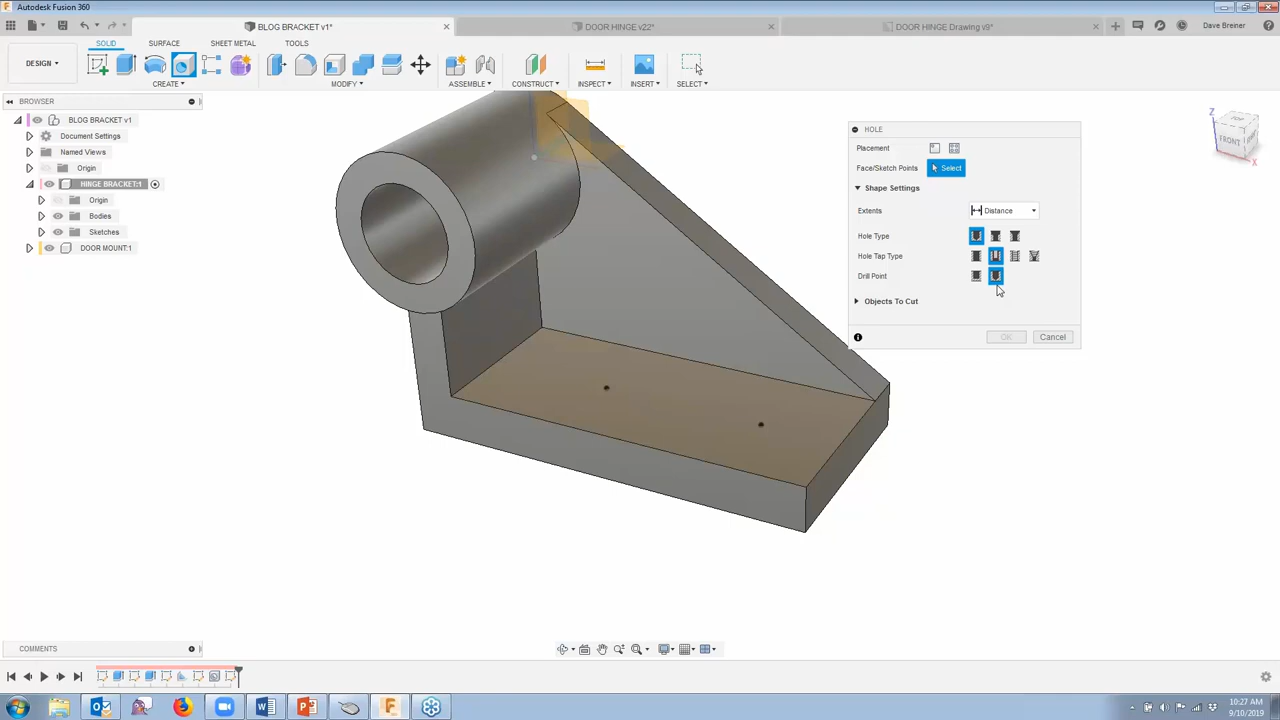 Autodesk Fusion 360
BLOG BRACKET v1*
DOOR HINGE v22*
DOOR HINGE Drawing v9*
Dave Breiner
SOLID
SURFACE
SHEET METAL
TOOLS
DESIGN
CREATE
MODIFY
ASSEMBLE
CONSTRUCT
INSPECT
INSERT
SELECT
BROWSER
BLOG BRACKET v1
Document Settings
Named Views
Origin
HINGE BRACKET:1
Origin
Bodies
Sketches
DOOR MOUNT:1
HOLE
Placement
Face/Sketch Points
Select
Shape Settings
Extents
Distance
Hole Type
Hole Tap Type
Drill Point
Objects To Cut
OK
Cancel
Z
FRONT
X
COMMENTS
10:27 AM
9/10/2019